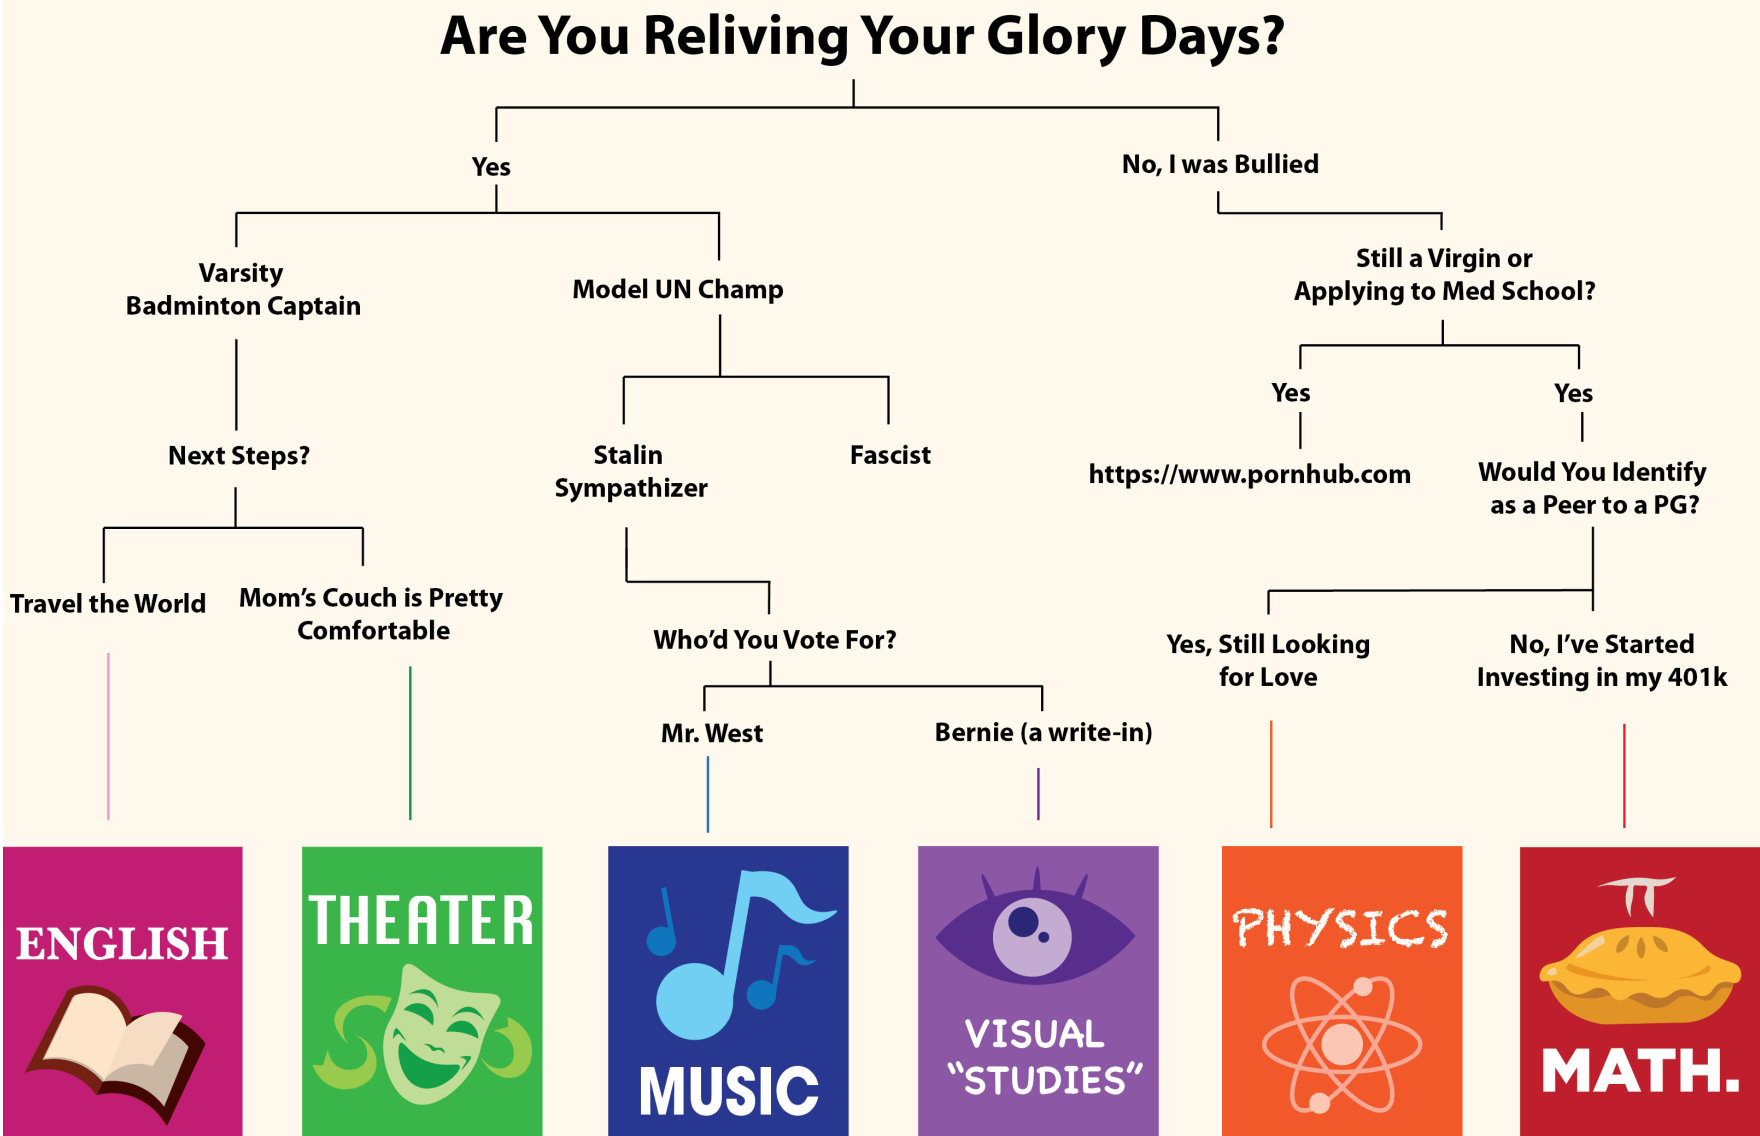 Are You Reliving Your Glory Days?
Yes
No, I was Bullied
Varsity
Badminton Captain
Model UN Champ
Still a Virgin or
Applying to Med School?
Yes
Yes
Next Steps?
Stalin
Sympathizer
Fascist
https://www.pornhub.com
Would You Identify
as a Peer to a PG?
Travel the World
Mom's Couch is Pretty
Comfortable
Who'd You Vote For?
Yes, Still Looking
for Love
No, I've Started
Investing in my 401k
Mr. West
Bernie (a write-in)
ENGLISH
THEATER
MUSIC
VISUAL
"STUDIES"
PHYSICS
π
MATH.